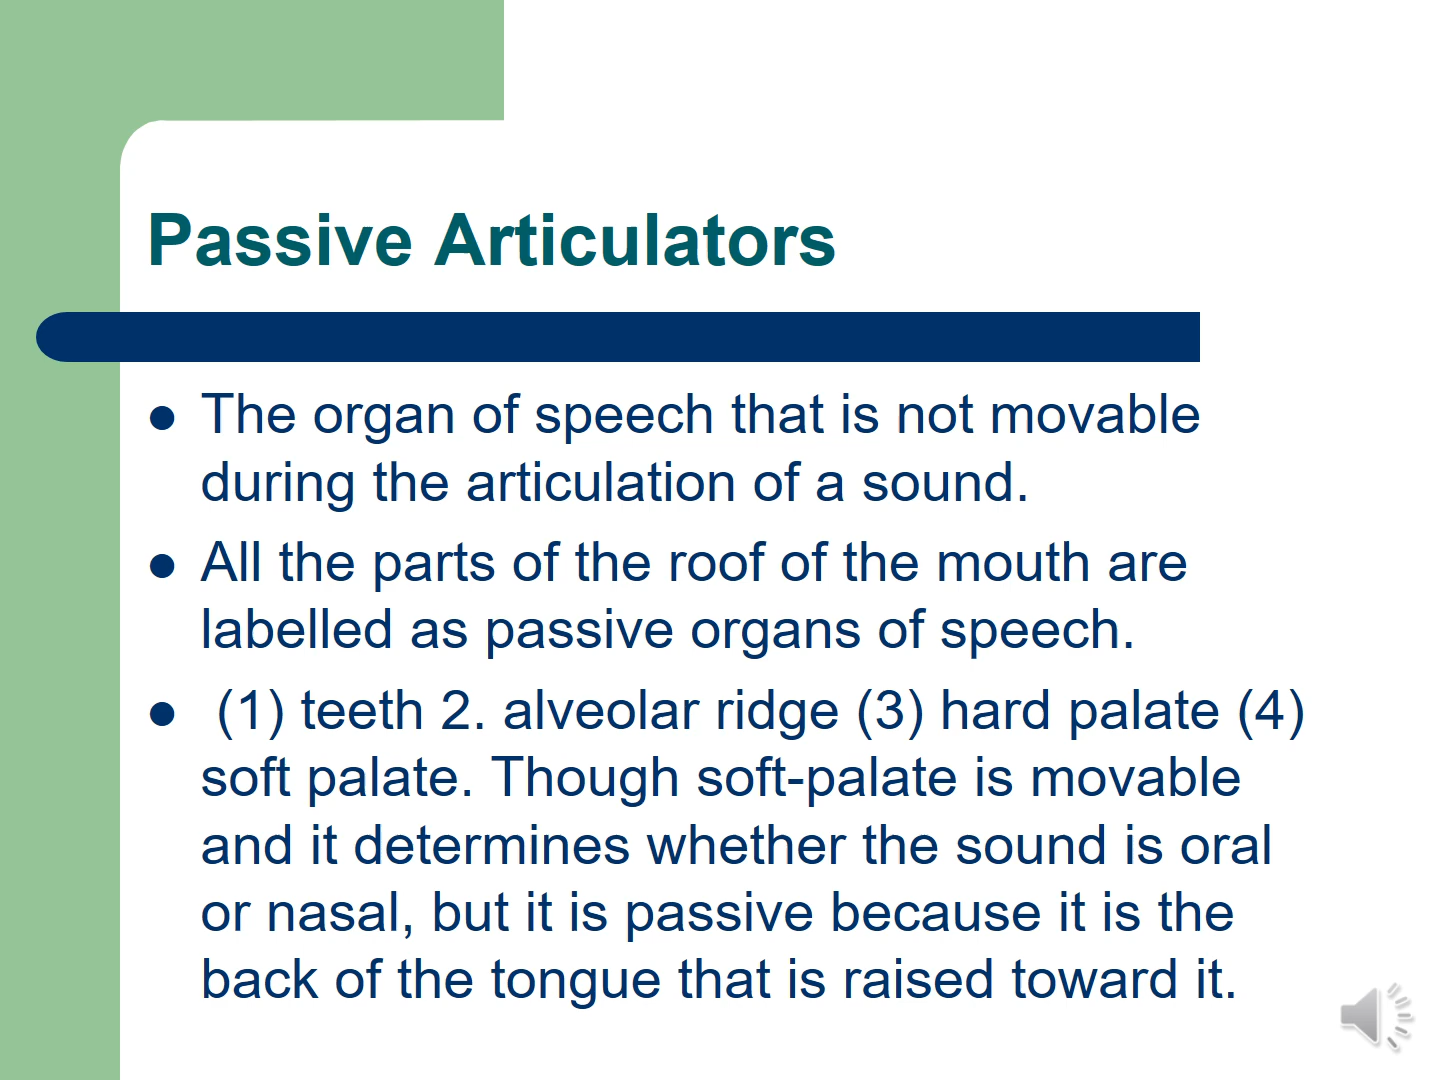 Passive Articulators
● The organ of speech that is not movable
during the articulation of a sound.
● All the parts of the roof of the mouth are
labelled as passive organs of speech.
● (1) teeth 2. alveolar ridge (3) hard palate (4)
soft palate. Though soft-palate is movable
and it determines whether the sound is oral
or nasal, but it is passive because it is the
back of the tongue that is raised toward it.